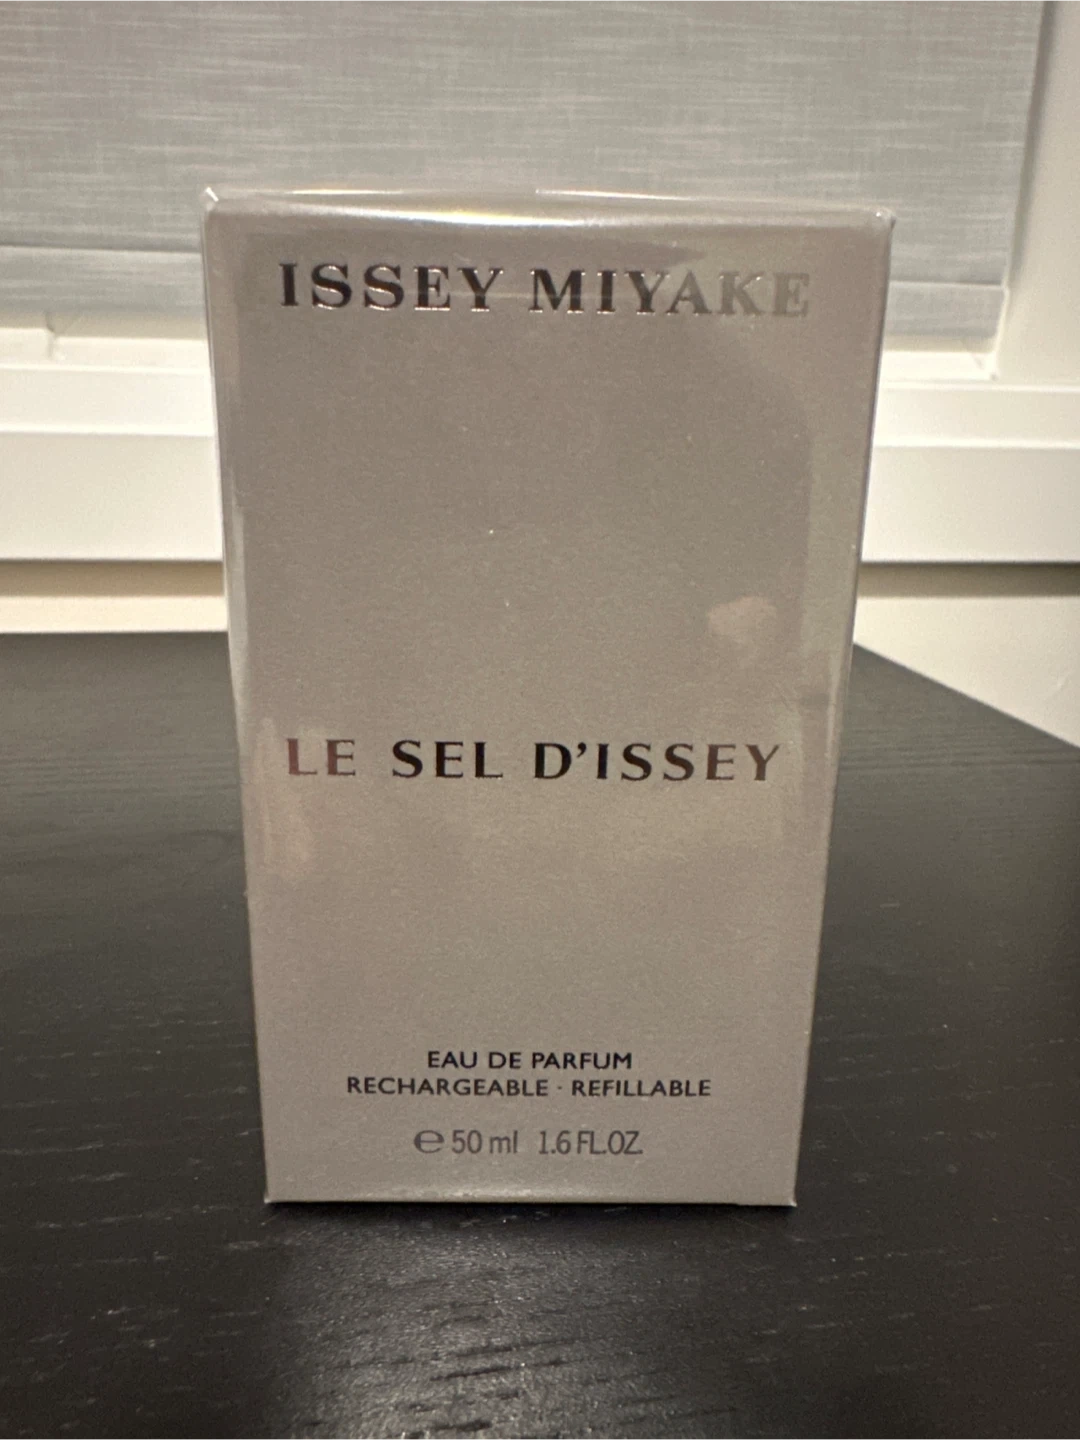 ISSEY MIYAKE
LE SEL D'ISSEY
EAU DE PARFUM
RECHARGEABLE · REFILLABLE
℮ 50 ml 1.6 FL.OZ.